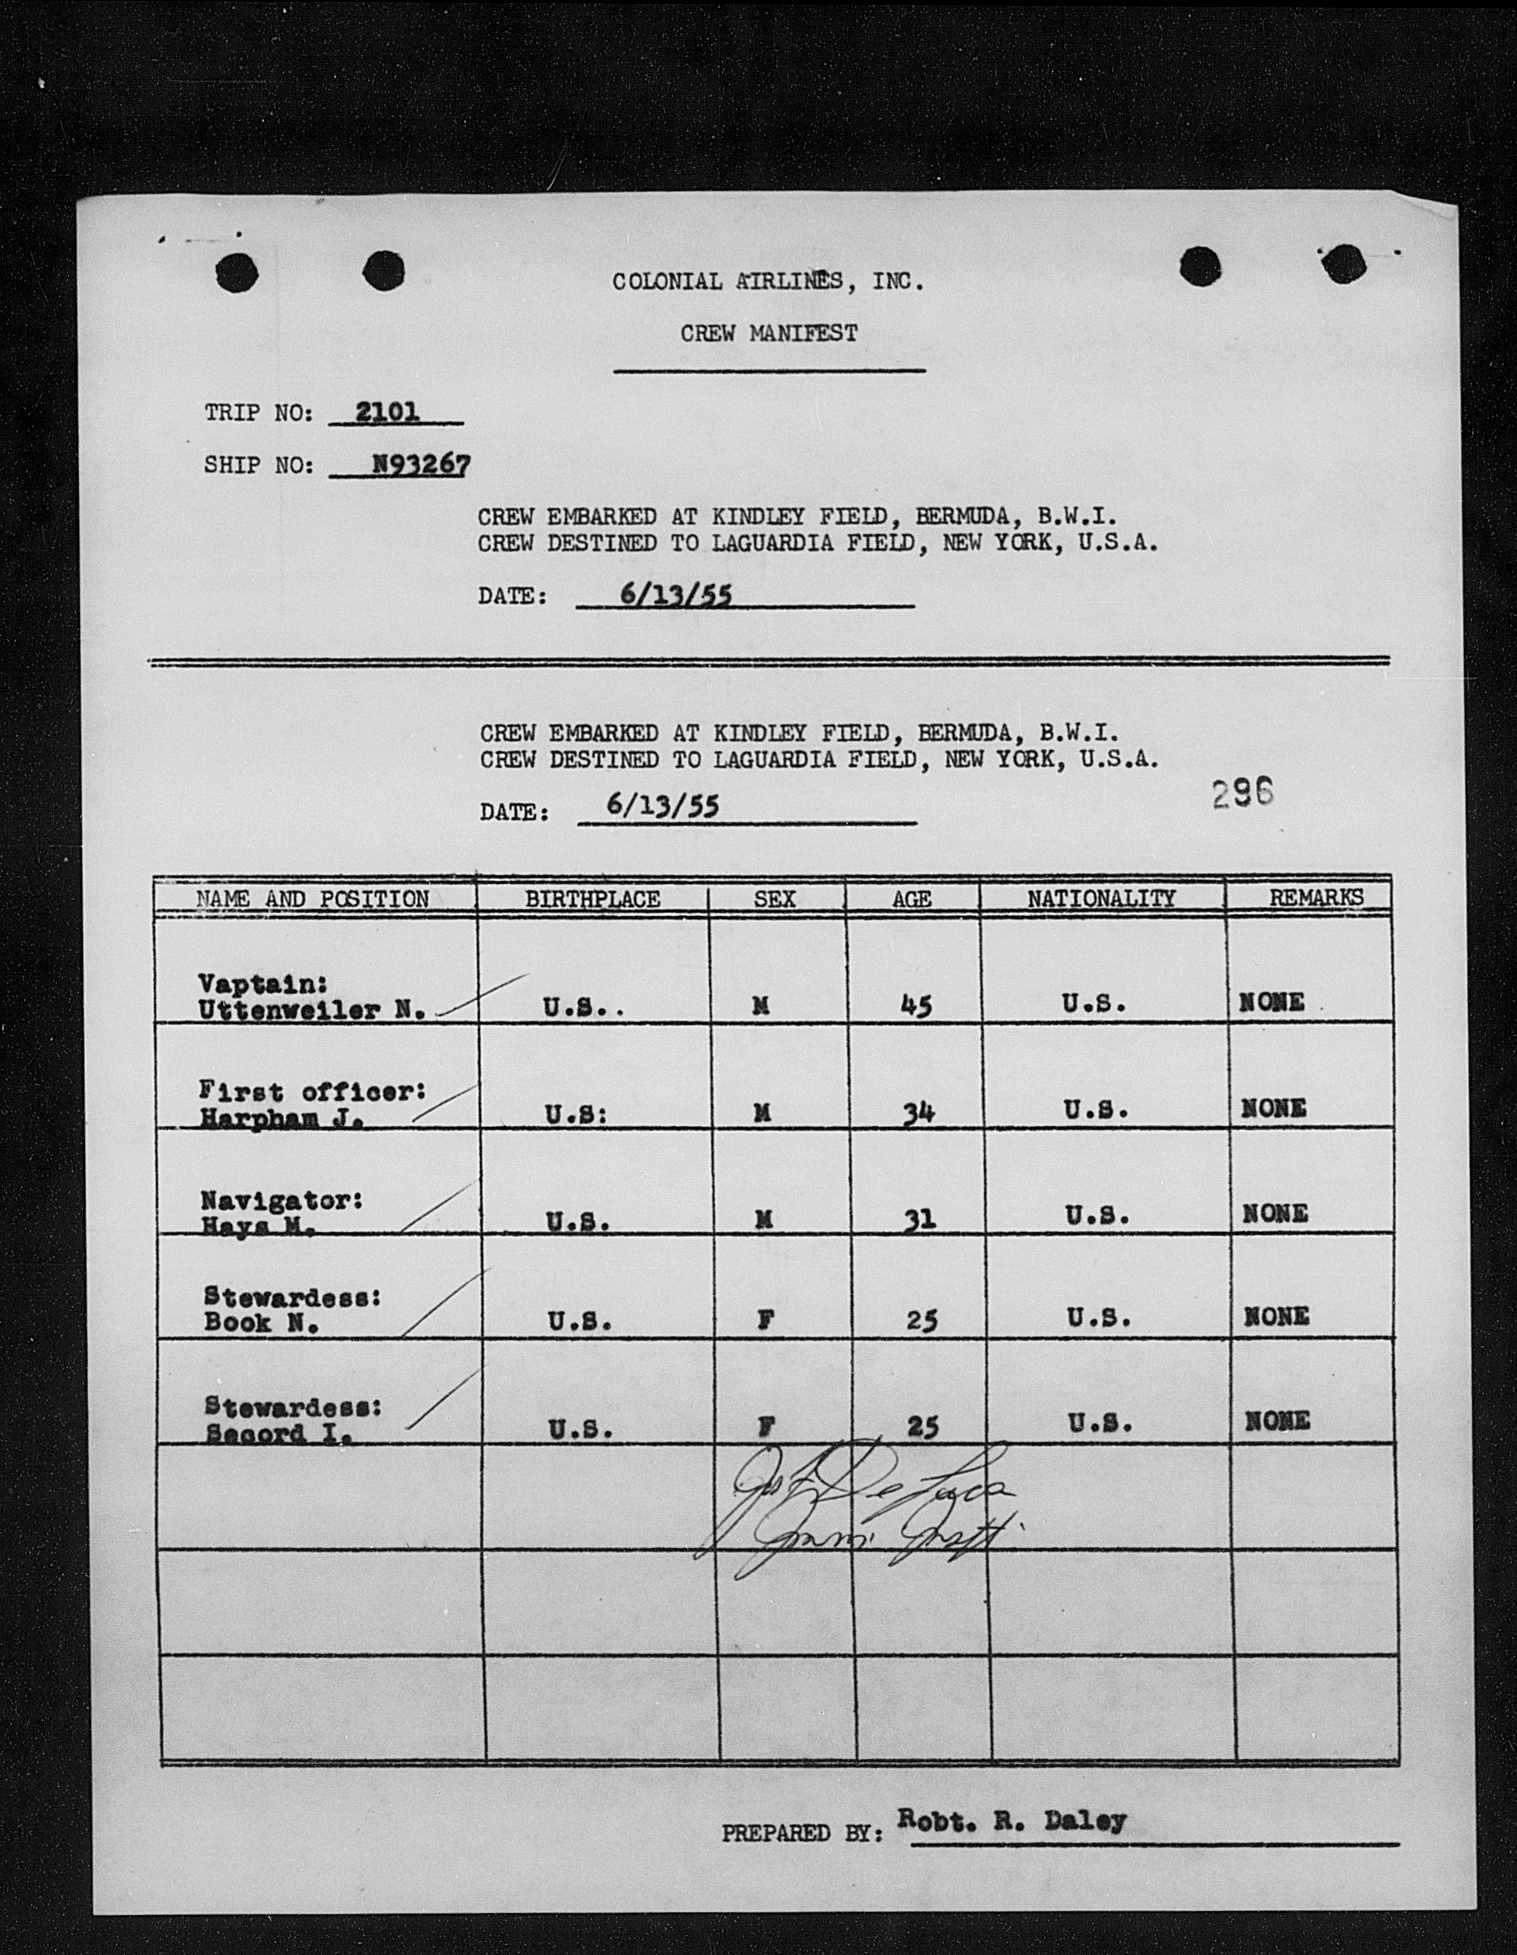 COLONIAL AIRLINES, INC.
CREW MANIFEST
TRIP NO: 2101
SHIP NO: N93267
CREW EMBARKED AT KINDLEY FIELD, BERMUDA, B.W.I.
CREW DESTINED TO LAGUARDIA FIELD, NEW YORK, U.S.A.
DATE: 6/13/55
CREW EMBARKED AT KINDLEY FIELD, BERMUDA, B.W.I.
CREW DESTINED TO LAGUARDIA FIELD, NEW YORK, U.S.A.
296
DATE: 6/13/55
NAME AND POSITION BIRTHPLACE SEX AGE NATIONALITY REMARKS
Vaptain:
Uttenweiler N. U.S.. M 45 U.S. NONE
First officer:
Harpham J. U.S: M 34 U.S. NONE
Navigator:
Hays M. U.S. M 31 U.S. NONE
Stewardess:
Book N. U.S. F 25 U.S. NONE
Stewardess:
Secord I. U.S. F 25 U.S. NONE
De Luca
PREPARED BY: Robt. R. Daley